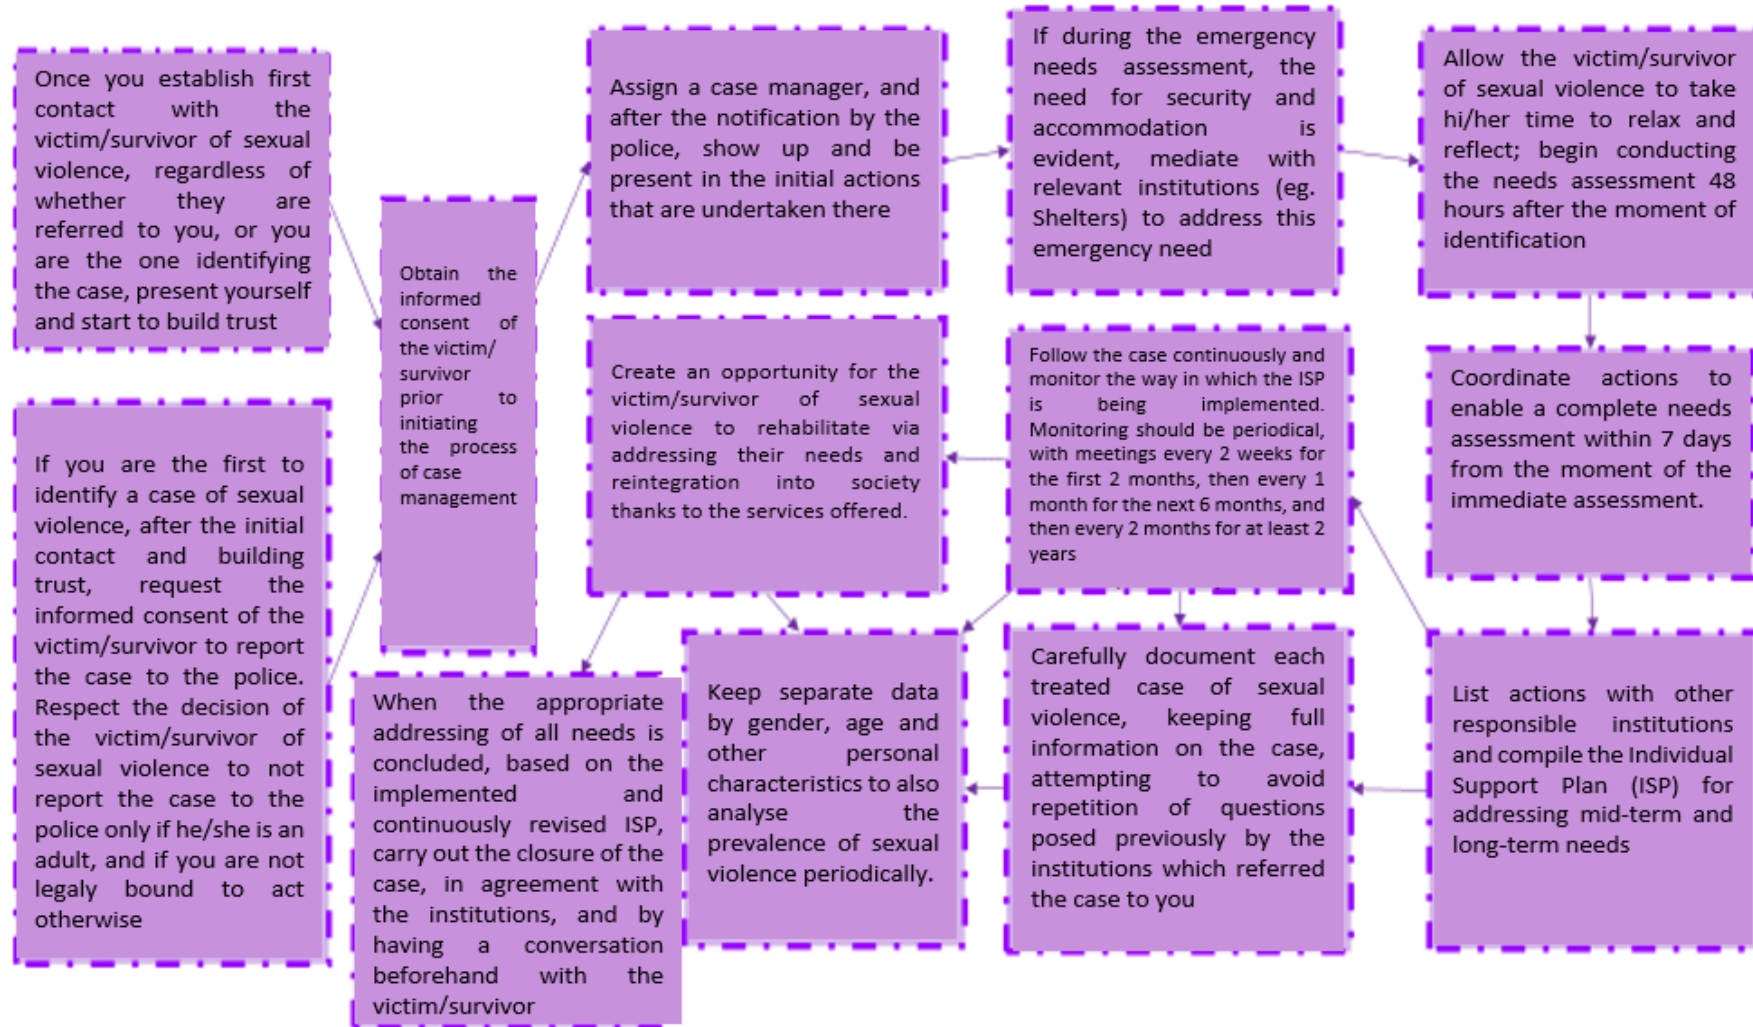 Once you establish first
contact with the
victim/survivor of sexual
violence, regardless of
whether they are
referred to you, or you
are the one identifying
the case, present yourself
and start to build trust
If you are the first to
identify a case of sexual
violence, after the initial
contact and building
trust, request the
informed consent of the
victim/survivor to report
the case to the police.
Respect the decision of
the victim/survivor of
sexual violence to not
report the case to the
police only if he/she is an
adult, and if you are not
legaly bound to act
otherwise
Obtain the
informed
consent of
the victim/
survivor
prior to
initiating
the process
of case
management
Assign a case manager, and
after the notification by the
police, show up and be
present in the initial actions
that are undertaken there
If during the emergency
needs assessment, the
need for security and
accommodation is
evident, mediate with
relevant institutions (eg.
Shelters) to address this
emergency need
Allow the victim/survivor
of sexual violence to take
hi/her time to relax and
reflect; begin conducting
the needs assessment 48
hours after the moment of
identification
Coordinate actions to
enable a complete needs
assessment within 7 days
from the moment of the
immediate assessment.
List actions with other
responsible institutions
and compile the Individual
Support Plan (ISP) for
addressing mid-term and
long-term needs
Follow the case continuously and
monitor the way in which the ISP
is being implemented.
Monitoring should be periodical,
with meetings every 2 weeks for
the first 2 months, then every 1
month for the next 6 months, and
then every 2 months for at least 2
years
Carefully document each
treated case of sexual
violence, keeping full
information on the case,
attempting to avoid
repetition of questions
posed previously by the
institutions which referred
the case to you
Create an opportunity for the
victim/survivor of sexual
violence to rehabilitate via
addressing their needs and
reintegration into society
thanks to the services offered.
Keep separate data
by gender, age and
other personal
characteristics to also
analyse the
prevalence of sexual
violence periodically.
When the appropriate
addressing of all needs is
concluded, based on the
implemented and
continuously revised ISP,
carry out the closure of the
case, in agreement with
the institutions, and by
having a conversation
beforehand with the
victim/survivor